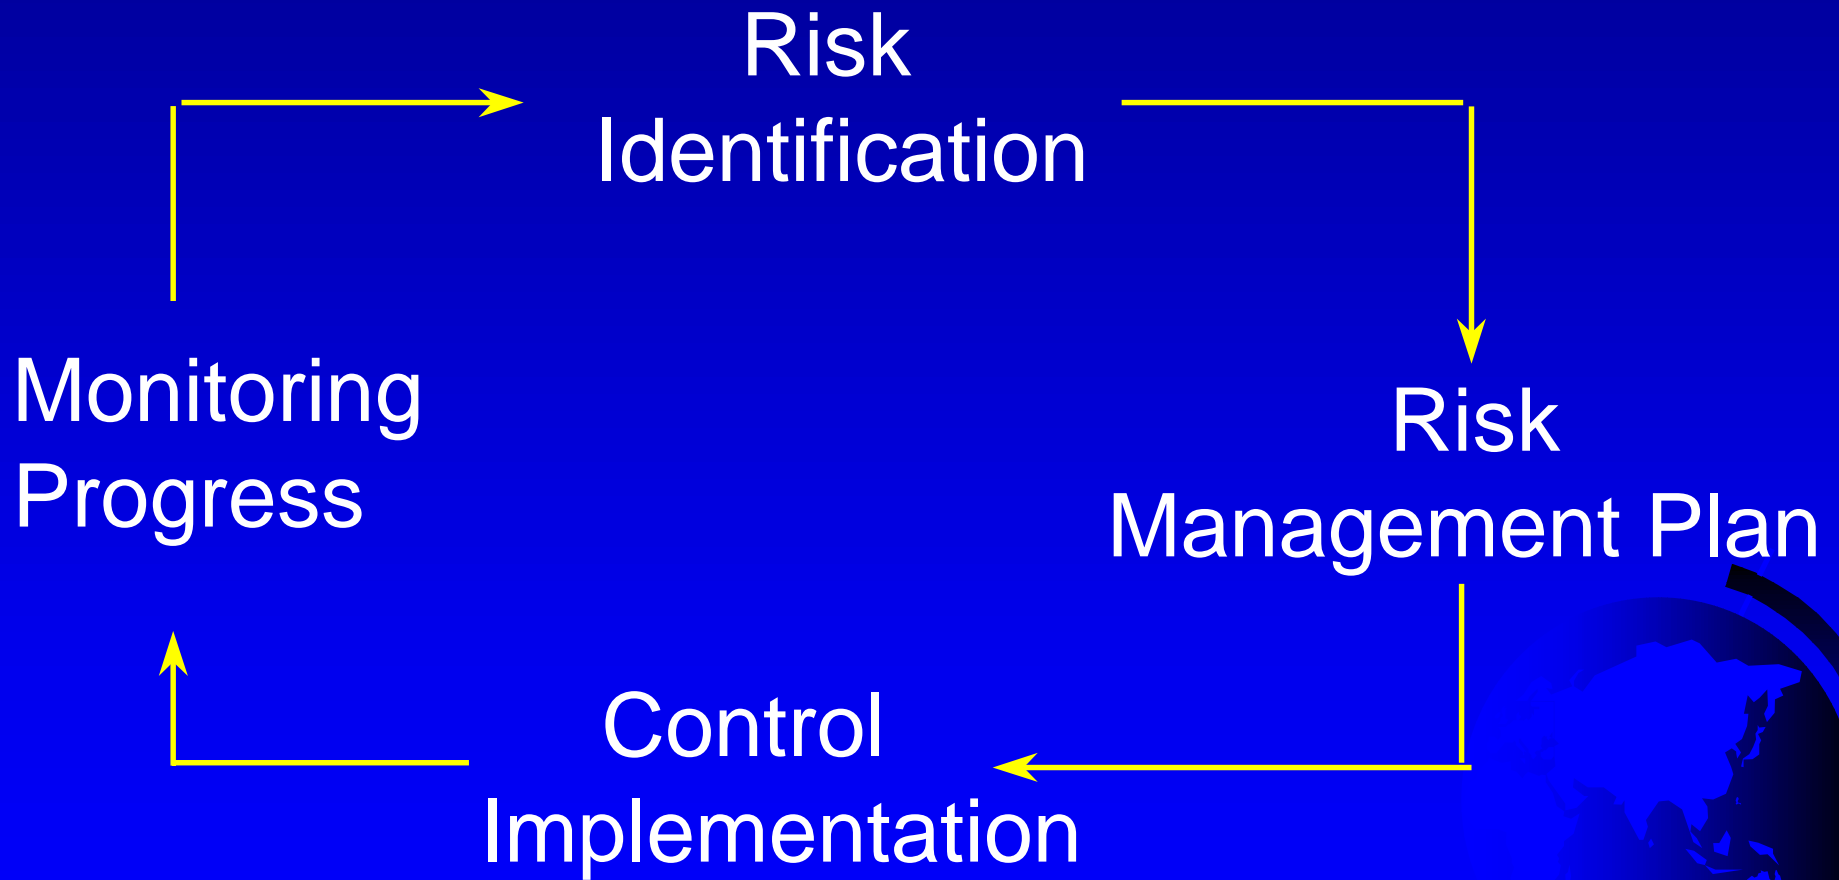 Risk
Identification
Monitoring
Progress
Risk
Management Plan
Control
Implementation